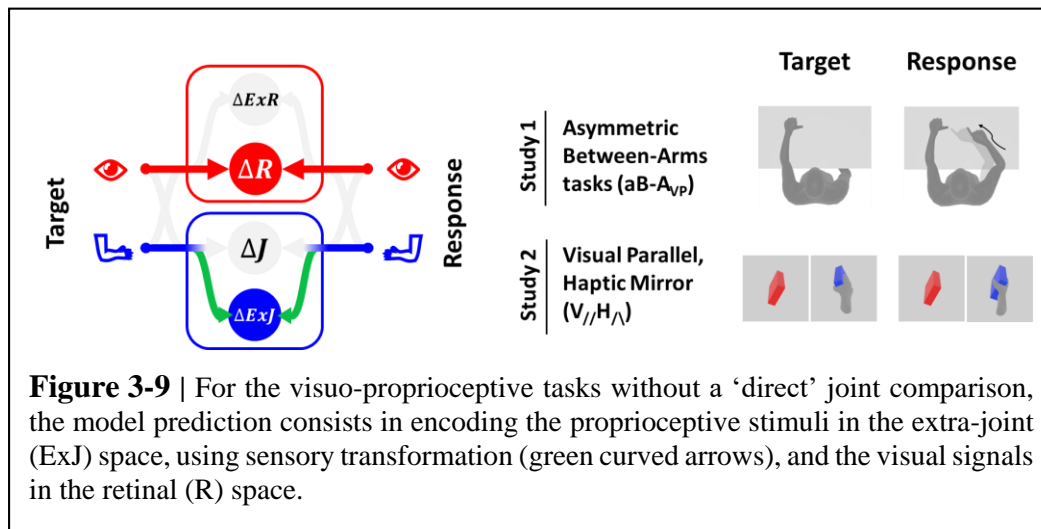 Target
Response
ΔExR
ΔR
ΔJ
ΔExJ
Target
Response
Study 1
Asymmetric
Between-Arms
tasks (aB-A_VP)
Study 2
Visual Parallel,
Haptic Mirror
(V_//H_/\)
Figure 3-9 | For the visuo-proprioceptive tasks without a ‘direct’ joint comparison,
the model prediction consists in encoding the proprioceptive stimuli in the extra-joint
(ExJ) space, using sensory transformation (green curved arrows), and the visual signals
in the retinal (R) space.